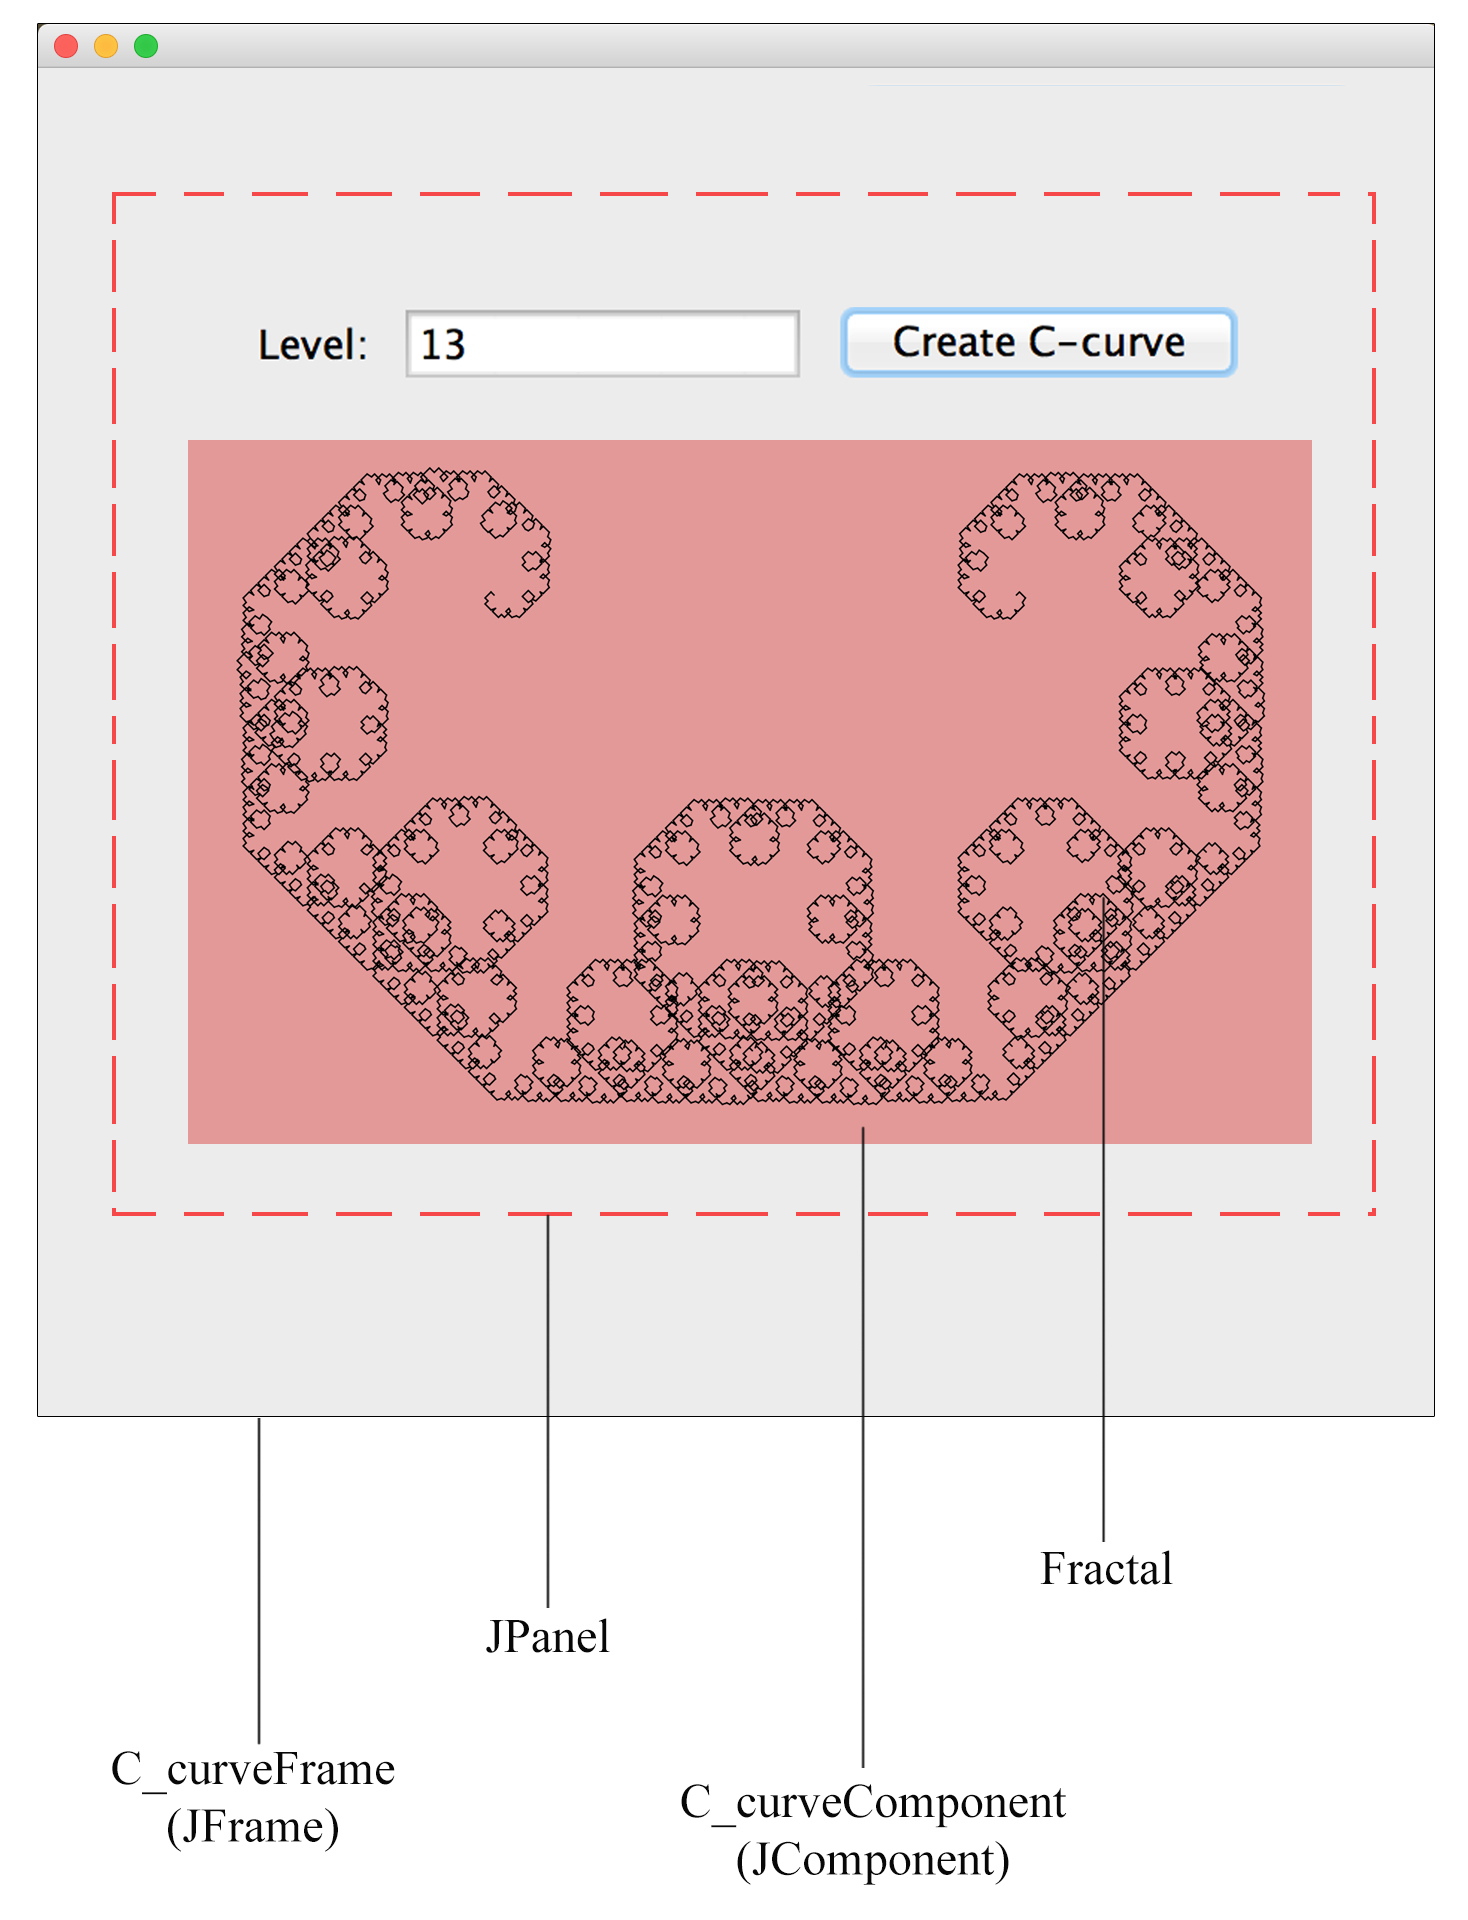 Level:
13
Create C-curve
Fractal
JPanel
C_curveFrame
(JFrame)
C_curveComponent
(JComponent)